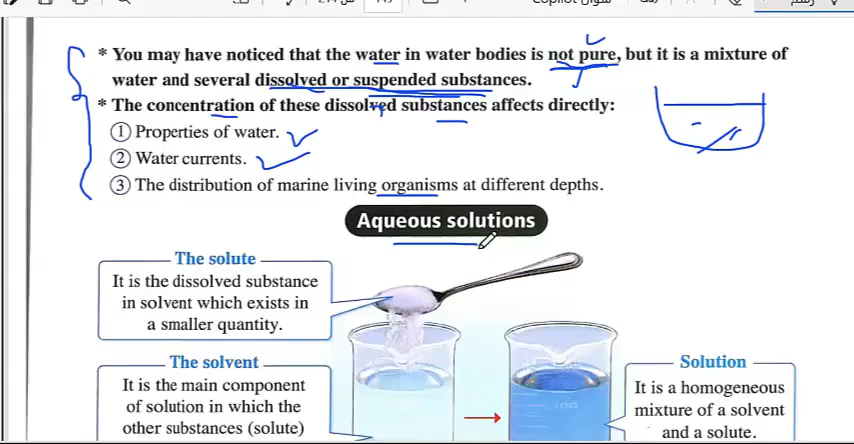 * You may have noticed that the water in water bodies is not pure, but it is a mixture of
water and several dissolved or suspended substances.
* The concentration of these dissolved substances affects directly:
① Properties of water.
② Water currents.
③ The distribution of marine living organisms at different depths.
Aqueous solutions
The solute
It is the dissolved substance
in solvent which exists in
a smaller quantity.
The solvent
It is the main component
of solution in which the
other substances (solute)
100
Solution
It is a homogeneous
mixture of a solvent
and a solute.